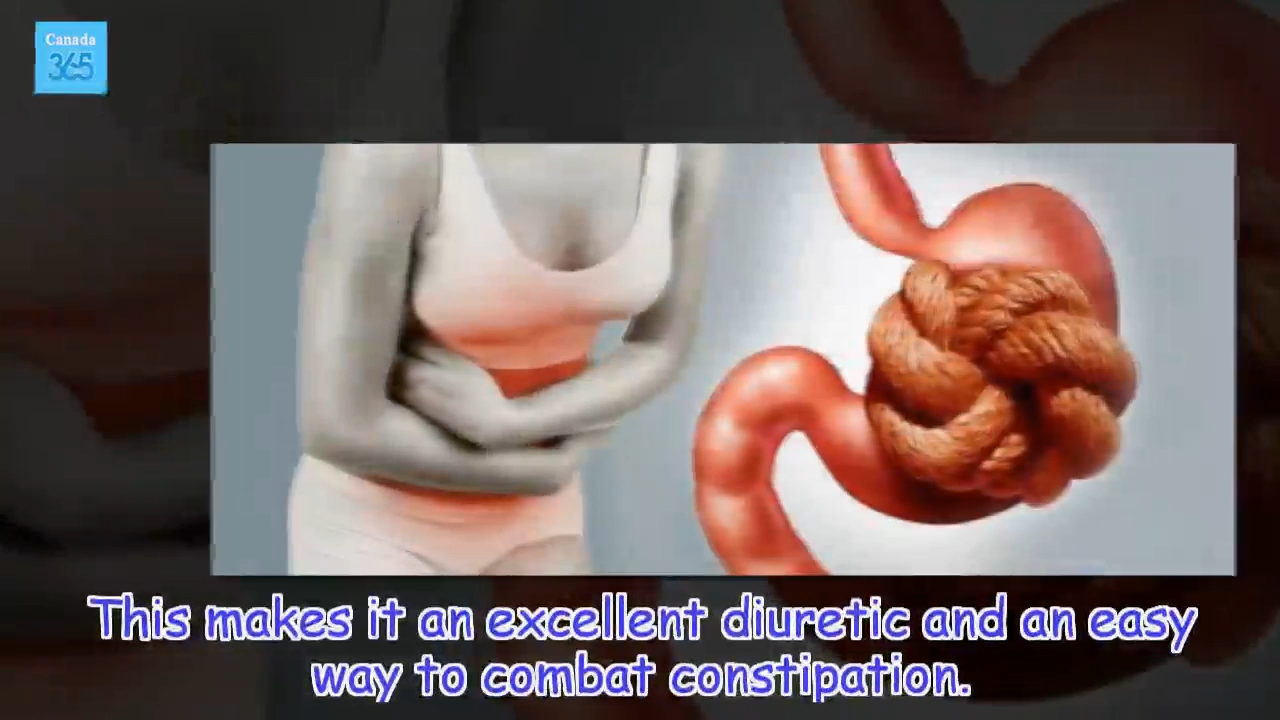 Canada
365
This makes it an excellent diuretic and an easy
way to combat constipation.